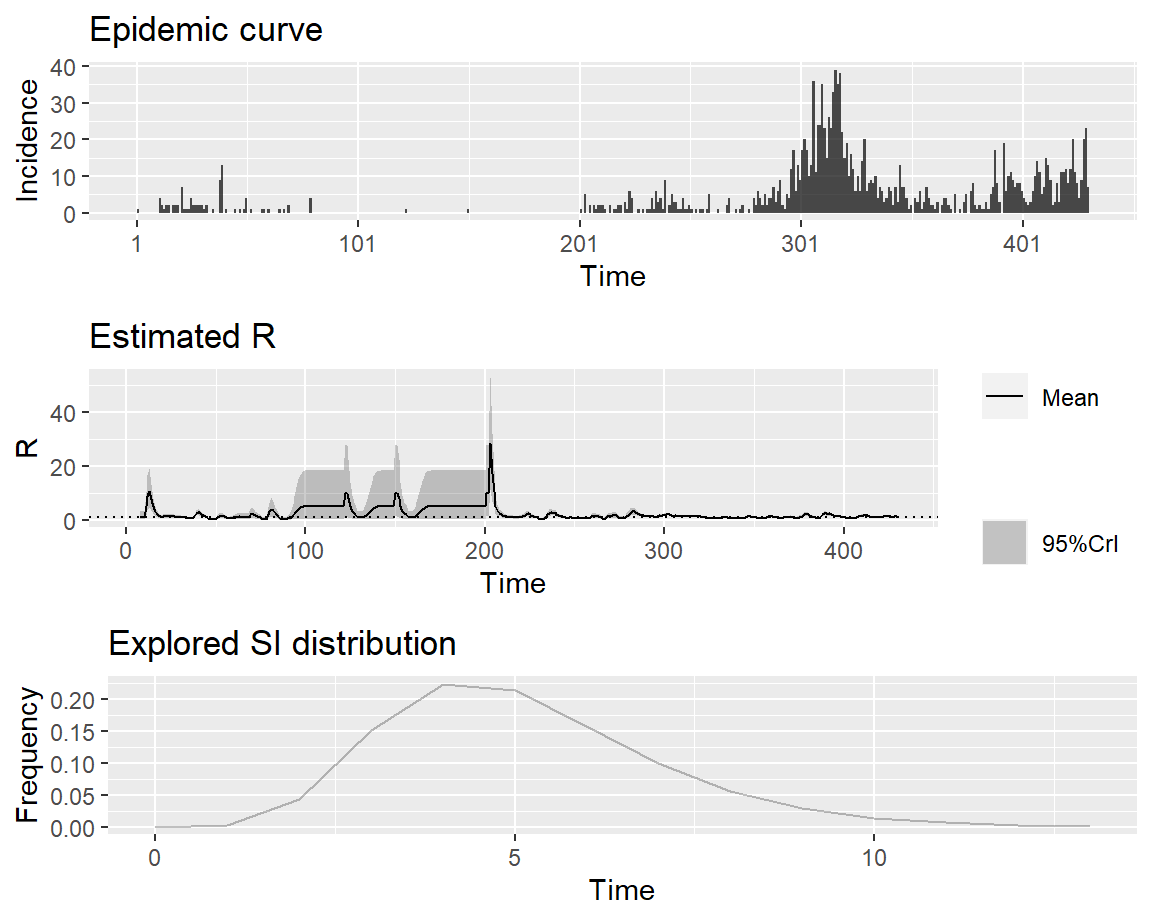 Epidemic curve
40
30
20
10
0
Incidence
1 101 201 301 401
Time
Estimated R
40
20
0
R
0 100 200 300 400
Time
Mean
95%CrI
Explored SI distribution
0.20
0.15
0.10
0.05
0.00
Frequency
0 5 10
Time